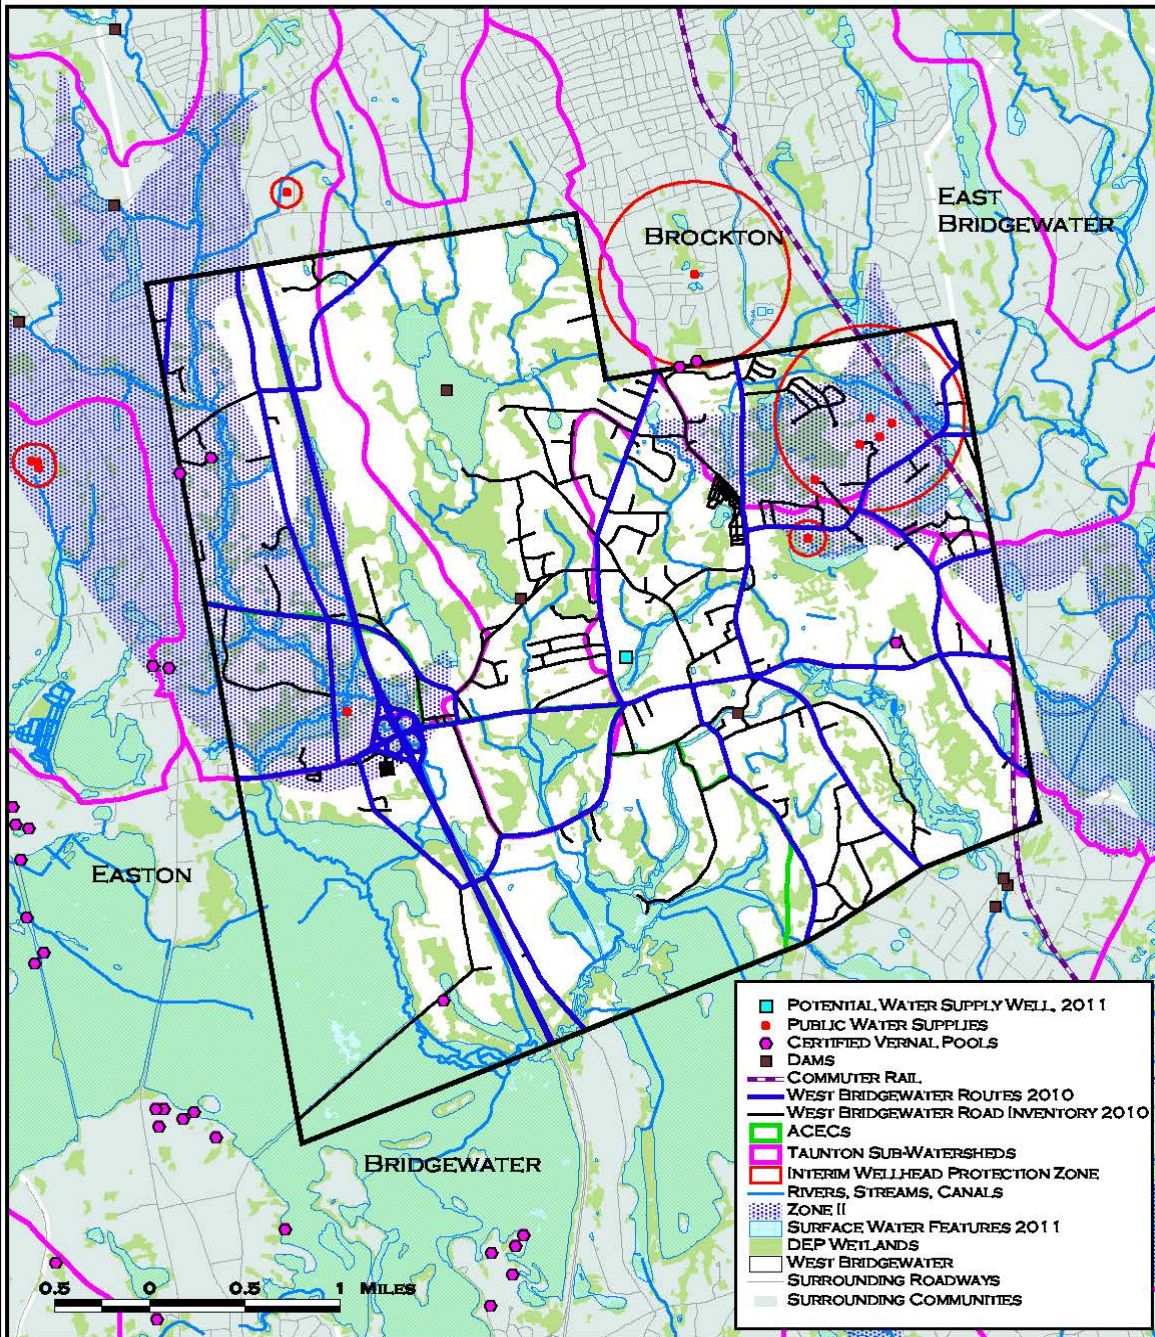 EAST
BRIDGEWATER
BROCKTON
EASTON
BRIDGEWATER
POTENTIAL WATER SUPPLY WELL, 2011
PUBLIC WATER SUPPLIES
CERTIFIED VERNAL POOLS
DAMS
COMMUTER RAIL
WEST BRIDGEWATER ROUTES 2010
WEST BRIDGEWATER ROAD INVENTORY 2010
ACECS
TAUNTON SUB-WATERSHEDS
INTERIM WELLHEAD PROTECTION ZONE
RIVERS, STREAMS, CANALS
ZONE II
SURFACE WATER FEATURES 2011
DEP WETLANDS
WEST BRIDGEWATER
SURROUNDING ROADWAYS
SURROUNDING COMMUNITIES
0.5 0 0.5 1 MILES